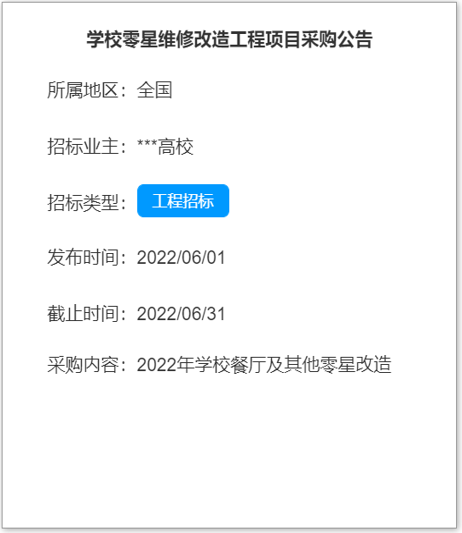 学校零星维修改造工程项目采购公告
所属地区：全国
招标业主：***高校
招标类型：工程招标
发布时间：2022/06/01
截止时间：2022/06/31
采购内容：2022年学校餐厅及其他零星改造